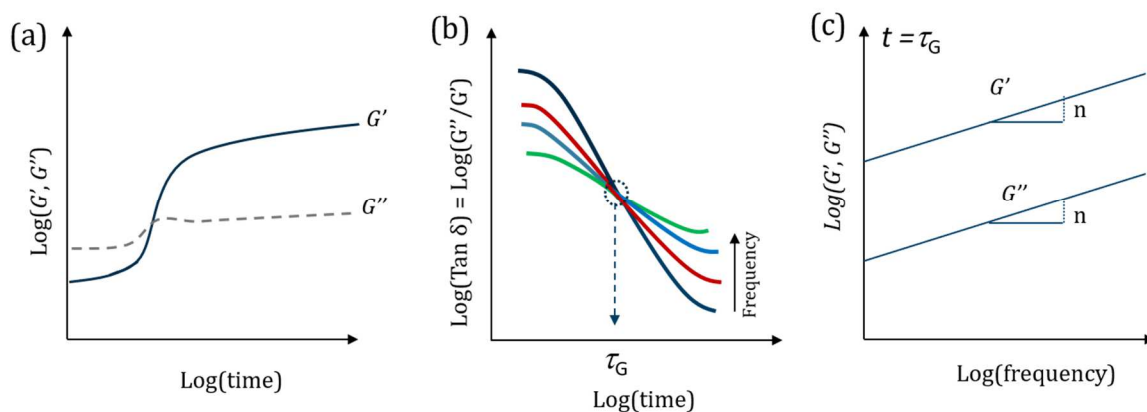 (a)
Log(G′, G″)
G′
G″
Log(time)
(b)
Log(Tan δ) = Log(G″/G′)
Frequency
τG
Log(time)
(c)
t = τG
Log(G′, G″)
G′
n
G″
n
Log(frequency)